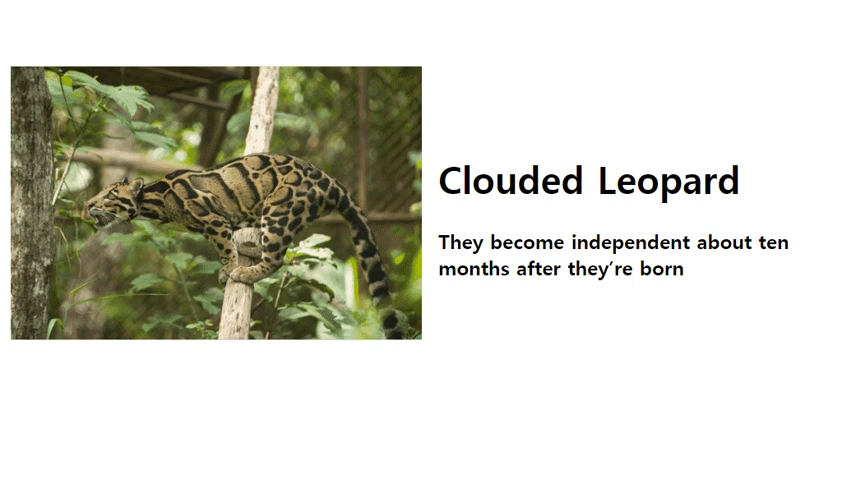 Clouded Leopard
They become independent about ten
months after they’re born